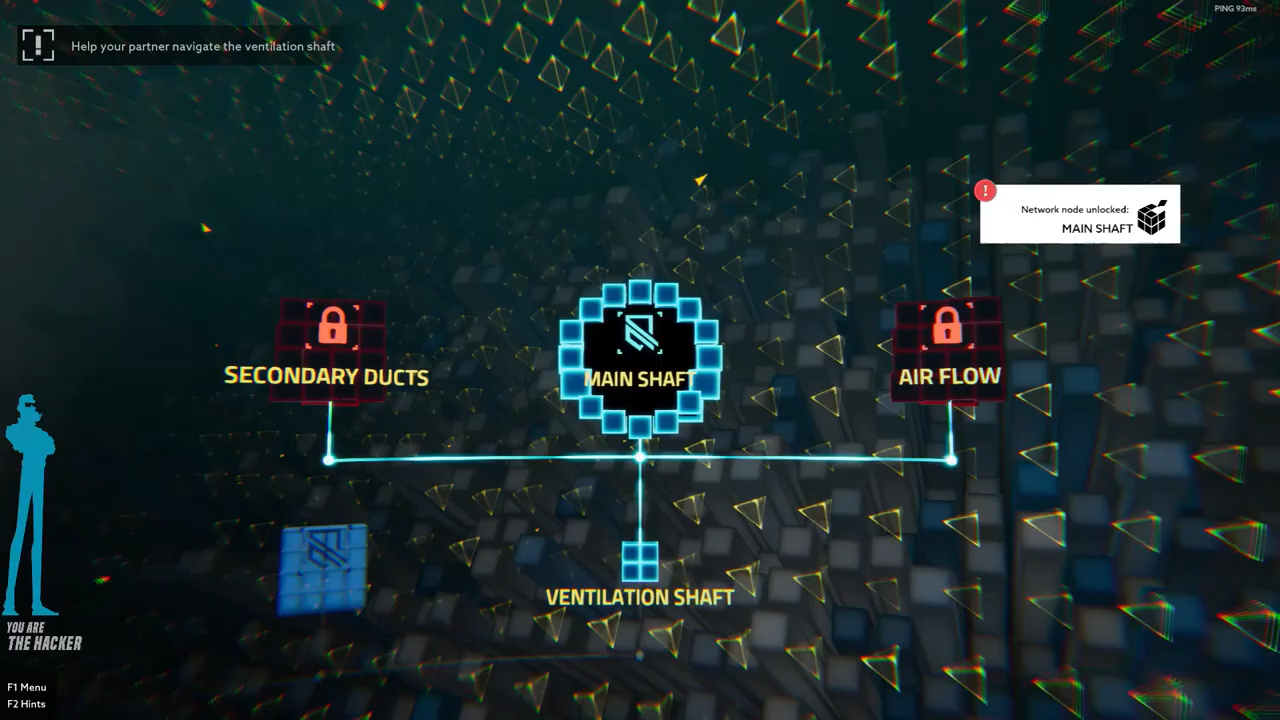 PING 93ms
Help your partner navigate the ventilation shaft
Network node unlocked:
MAIN SHAFT
SECONDARY DUCTS
MAIN SHAFT
AIR FLOW
VENTILATION SHAFT
YOU ARE
THE HACKER
F1 Menu
F2 Hints